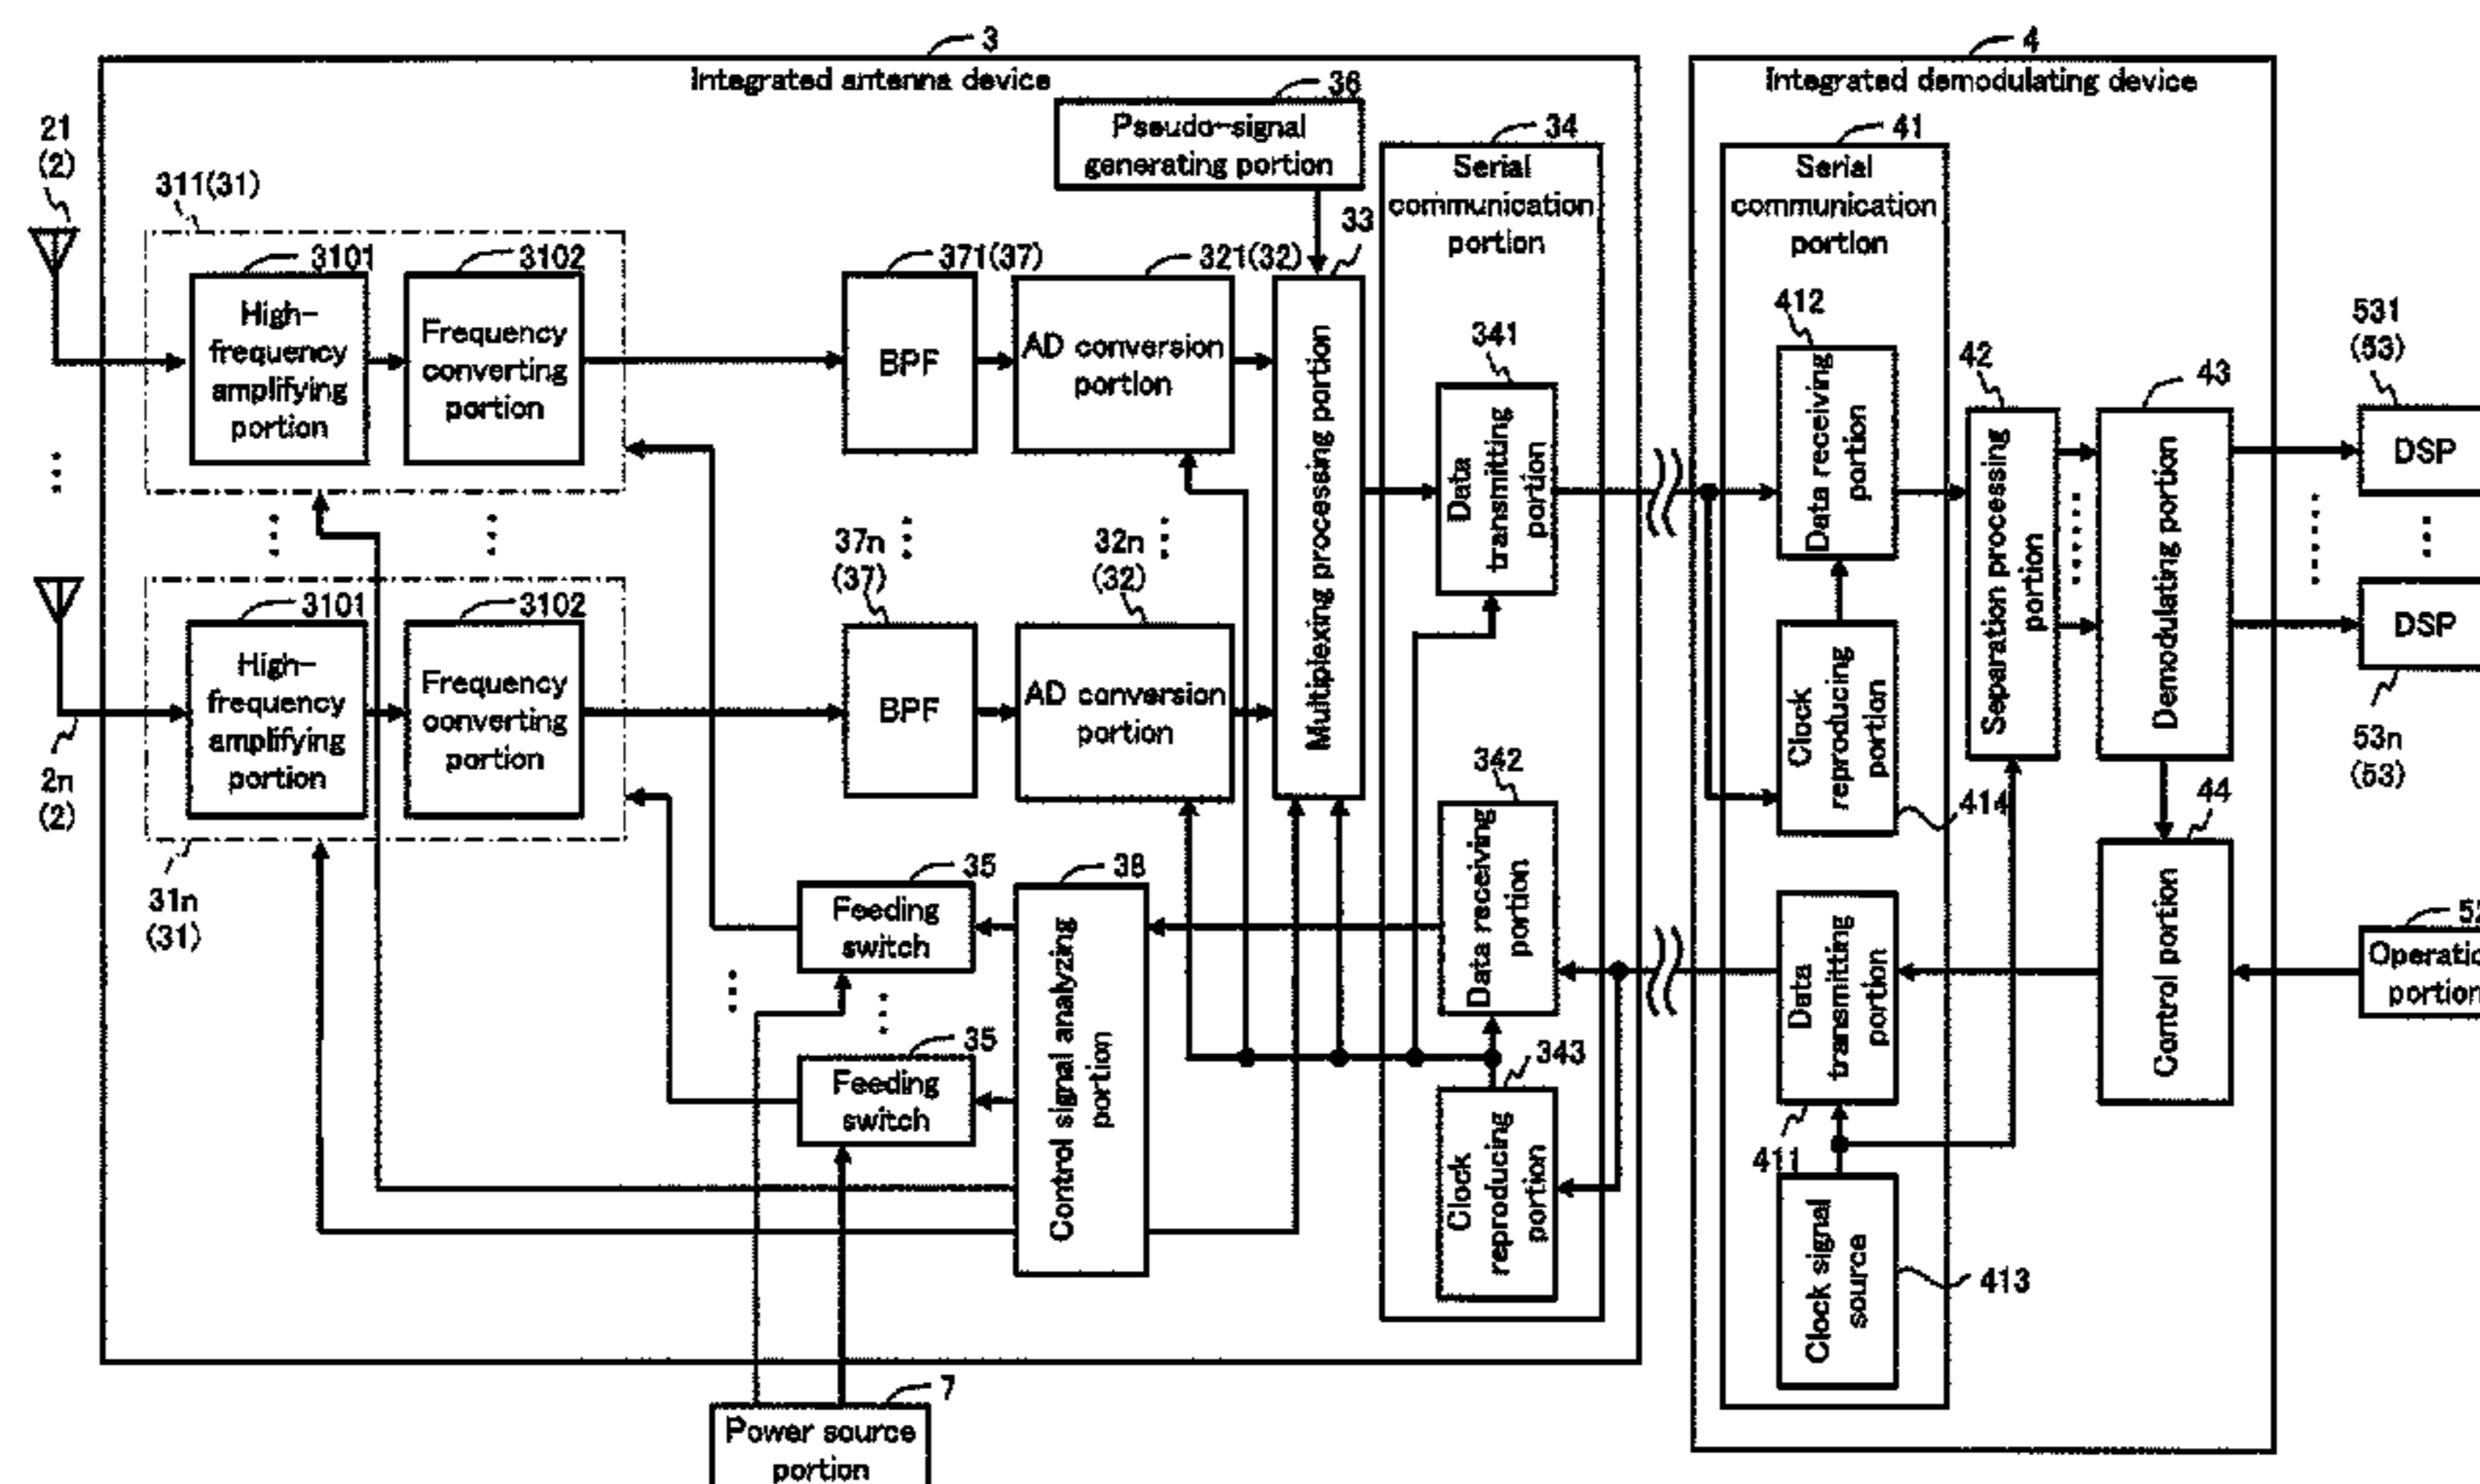 3
Integrated antenna device
4
Integrated demodulating device
21
(2)
36
Pseudo-signal
generating portion
34
Serial
communication
portion
41
Serial
communication
portion
311(31)
33
3101
High-
frequency
amplifying
portion
3102
Frequency
converting
portion
371(37)
BPF
321(32)
AD conversion
portion
Multiplexing processing portion
341
Data
transmitting
portion
412
Data receiving
portion
42
Separation processing
portion
43
Demodulating portion
531
(53)
DSP
2n
(2)
31n
(31)
3101
High-
frequency
amplifying
portion
3102
Frequency
converting
portion
37n
(37)
BPF
32n
(32)
AD conversion
portion
DSP
53n
(53)
Clock
reproducing
portion
414
342
Data receiving
portion
44
Control portion
35
Feeding
switch
35
Feeding
switch
38
Control signal analyzing
portion
343
Clock
reproducing
portion
Data
transmitting
portion
411
Clock signal
source
413
portion
7
Power source
portion